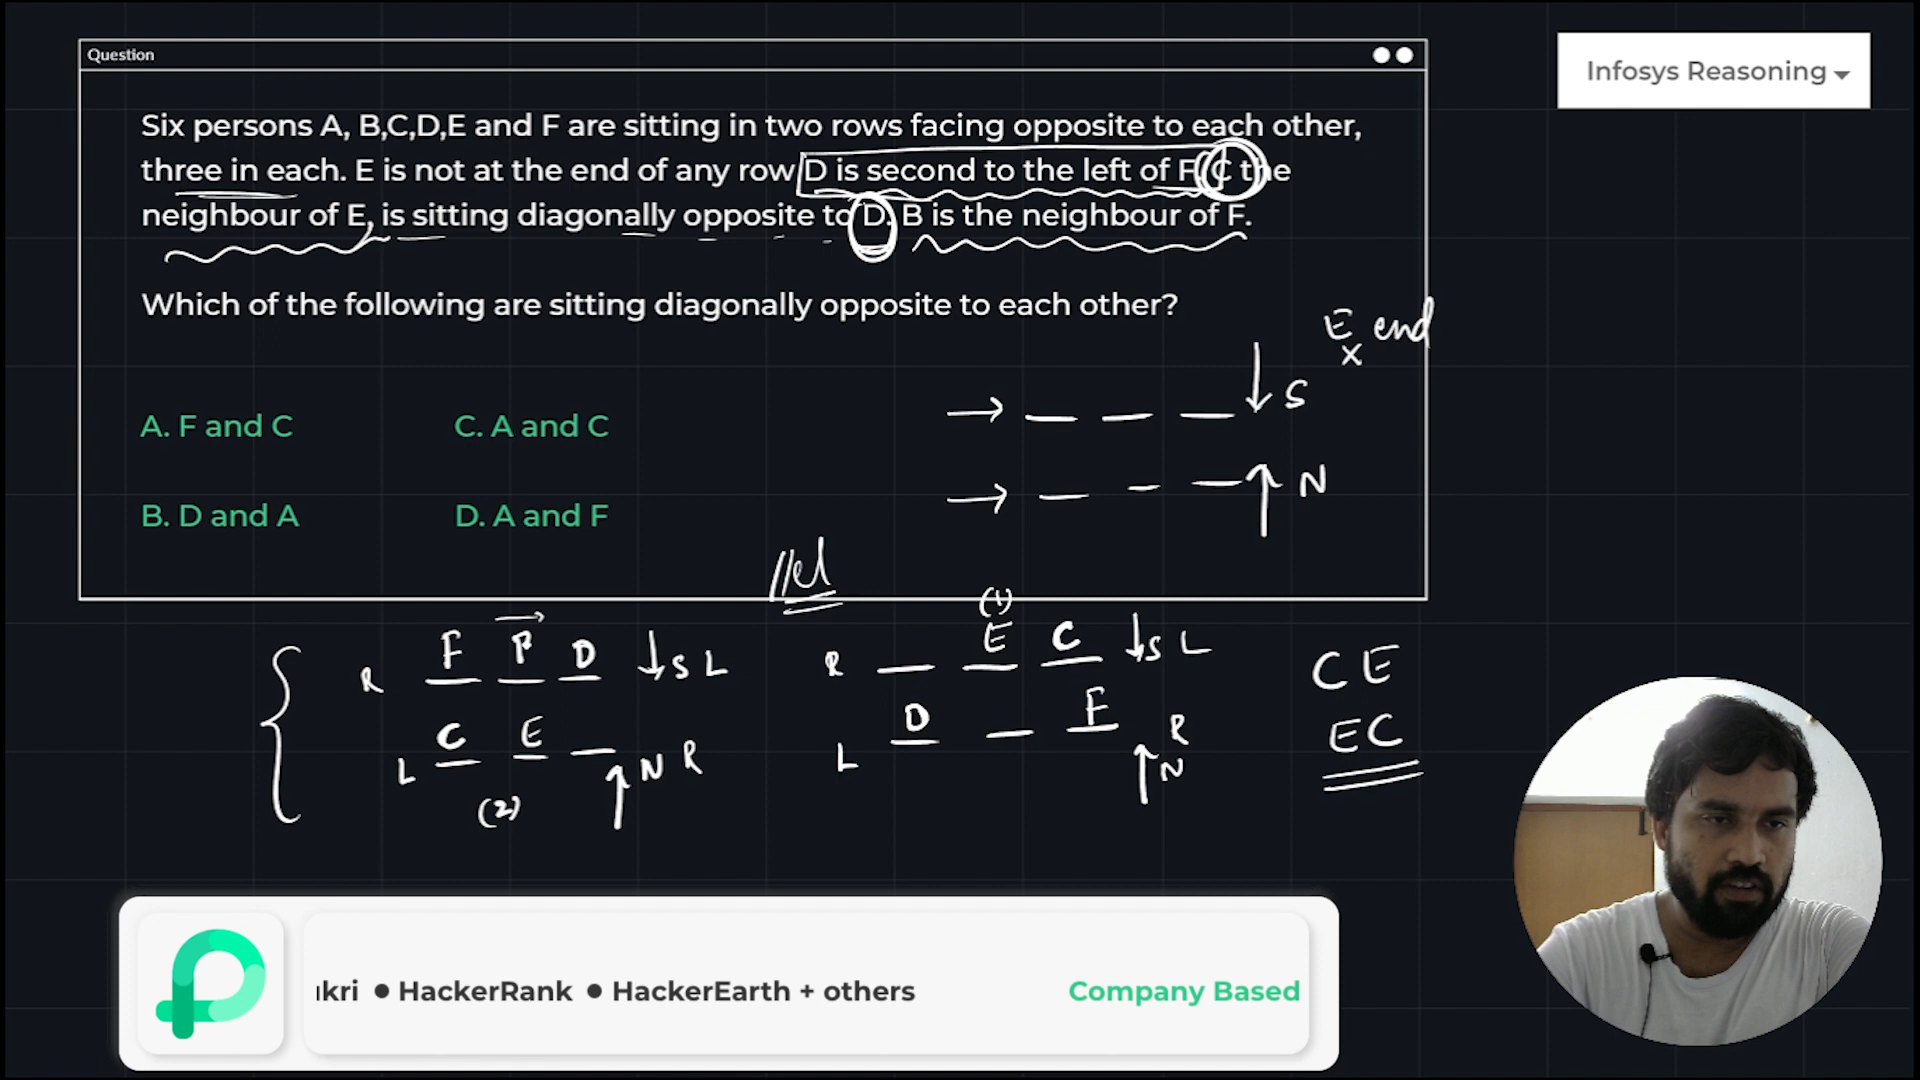 Question
Infosys Reasoning
Six persons A, B,C,D,E and F are sitting in two rows facing opposite to each other,
three in each. E is not at the end of any row D is second to the left of F C the
neighbour of E, is sitting diagonally opposite to D. B is the neighbour of F.
Which of the following are sitting diagonally opposite to each other?
E end
x
S
A. F and C
C. A and C
N
B. D and A
D. A and F
//el
(1)
F B D S L
R
R E C S L
C E
C E
L N R
D F R
L N
E C
(2)
ıkri ● HackerRank ● HackerEarth + others
Company Based